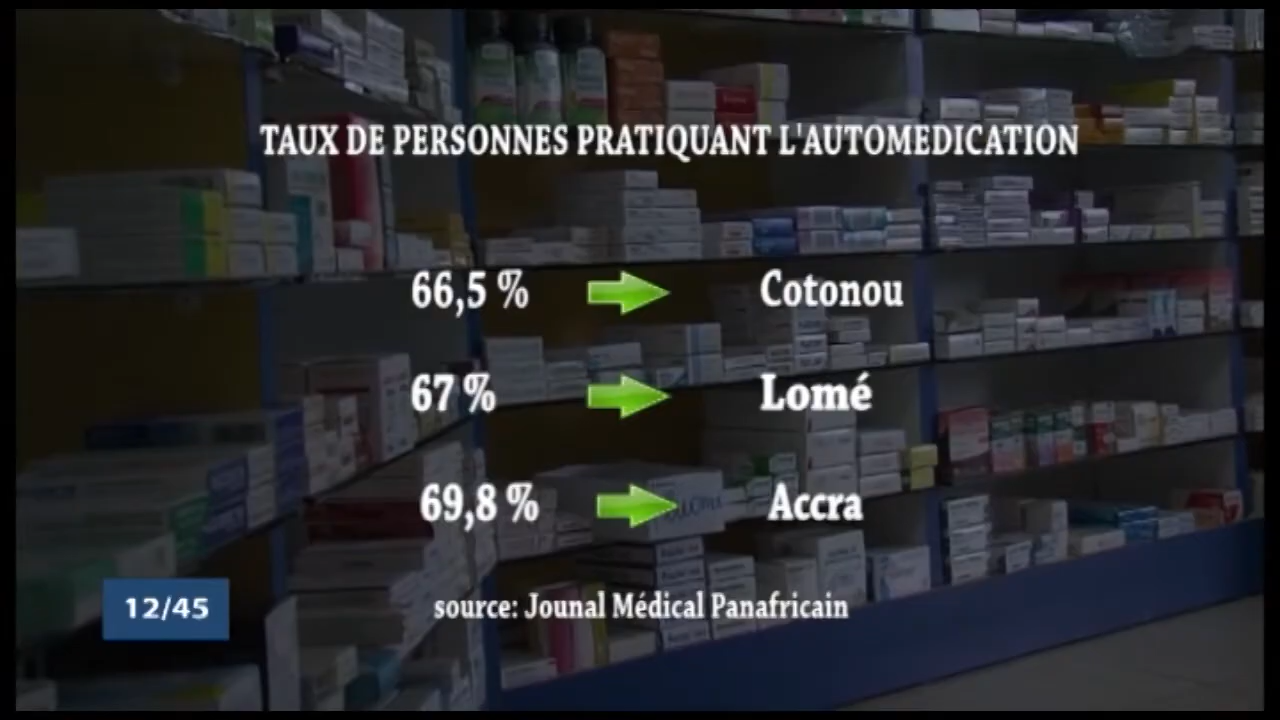 TAUX DE PERSONNES PRATIQUANT L'AUTOMEDICATION
66,5 % Cotonou
67 % Lomé
69,8 % Accra
12/45 source: Jounal Médical Panafricain